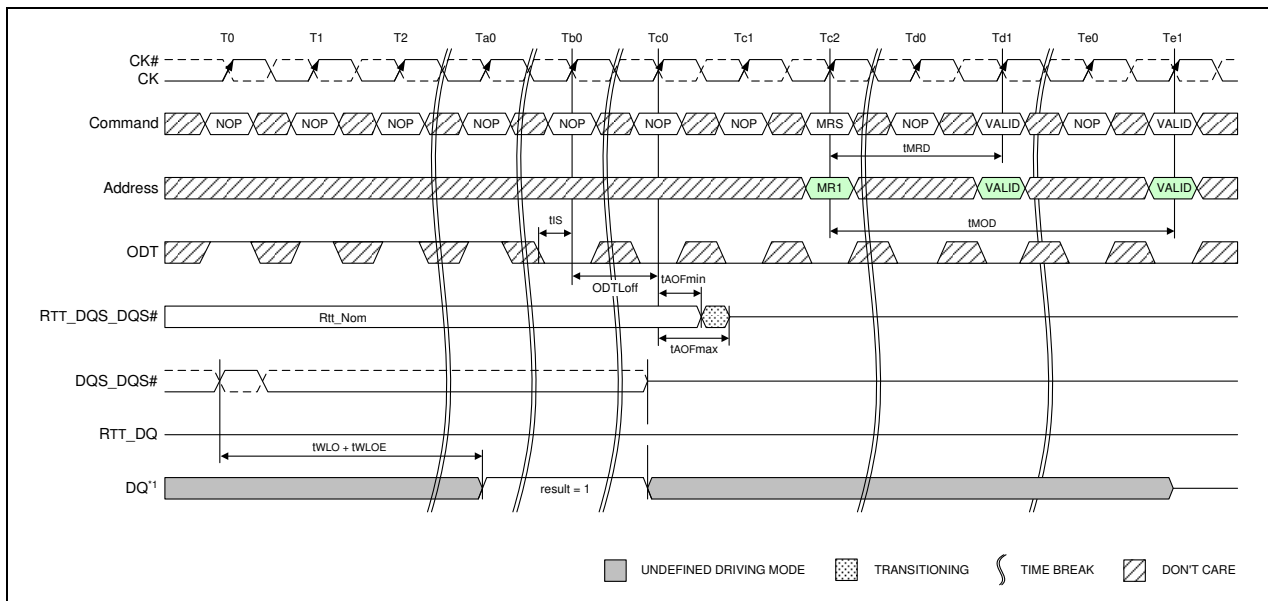 T0 T1 T2 Ta0 Tb0 Tc0 Tc1 Tc2 Td0 Td1 Te0 Te1
CK#
CK
Command NOP NOP NOP NOP NOP NOP NOP MRS NOP VALID NOP VALID
tMRD
Address MR1 VALID VALID
tIS
tMOD
ODT
ODTLoff
tAOFmin
RTT_DQS_DQS# Rtt_Nom
tAOFmax
DQS_DQS#
RTT_DQ
tWLO + tWLOE
DQ*1 result = 1
UNDEFINED DRIVING MODE TRANSITIONING TIME BREAK DON'T CARE